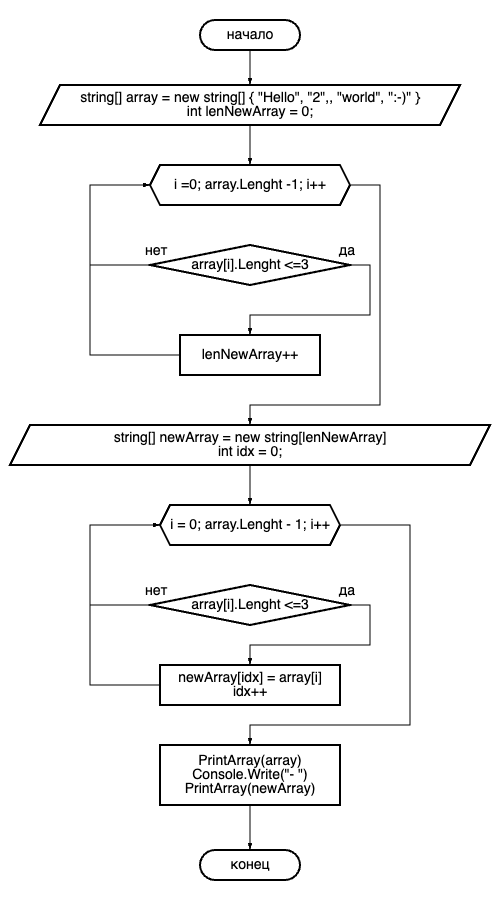 начало
string[] array = new string[] { "Hello", "2",, "world", ":-)" }
int lenNewArray = 0;
i =0; array.Lenght -1; i++
нет
да
array[i].Lenght <=3
lenNewArray++
string[] newArray = new string[lenNewArray]
int idx = 0;
i = 0; array.Lenght - 1; i++
нет
да
array[i].Lenght <=3
newArray[idx] = array[i]
idx++
PrintArray(array)
Console.Write("- ")
PrintArray(newArray)
конец